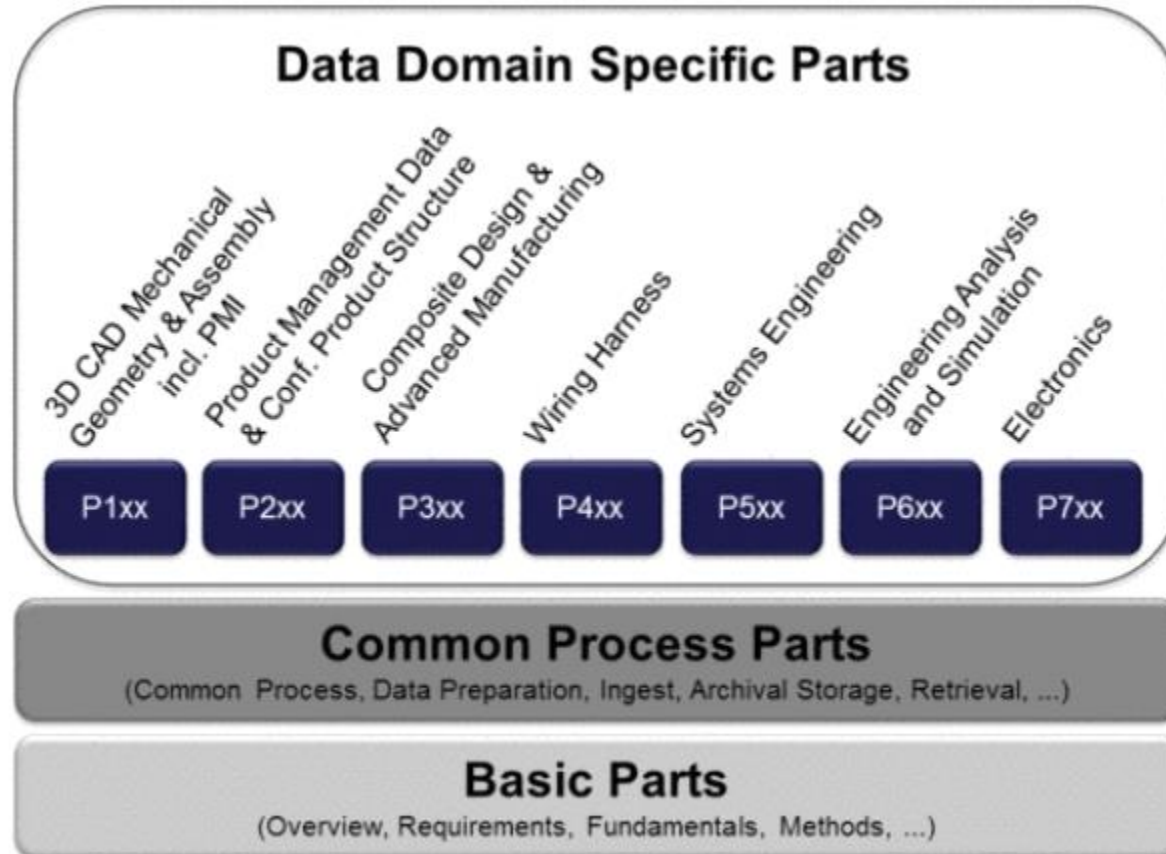 Data Domain Specific Parts
3D CAD Mechanical
Geometry & Assembly
incl. PMI
Product Management Data
& Conf. Product Structure
Composite Design &
Advanced Manufacturing
Wiring Harness
Systems Engineering
Engineering Analysis
and Simulation
Electronics
P1xx
P2xx
P3xx
P4xx
P5xx
P6xx
P7xx
Common Process Parts
(Common Process, Data Preparation, Ingest, Archival Storage, Retrieval, ...)
Basic Parts
(Overview, Requirements, Fundamentals, Methods, ...)